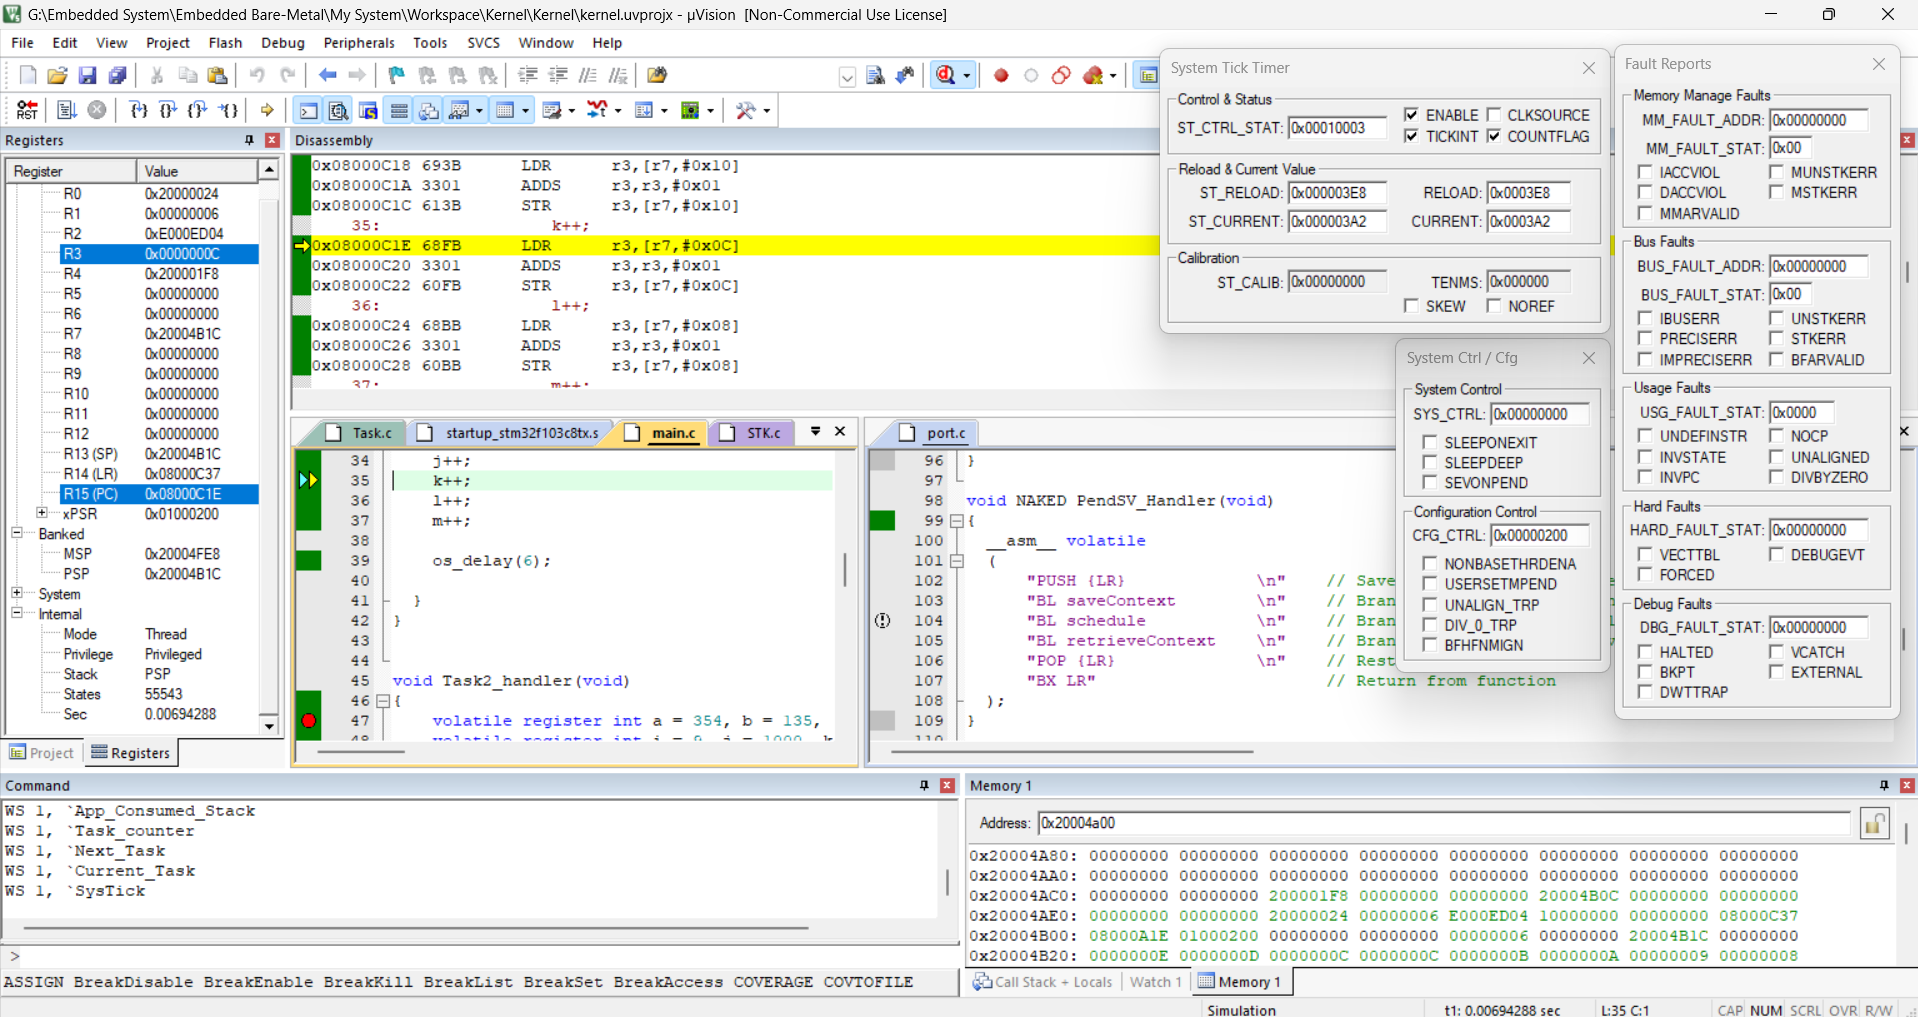 G:\Embedded System\Embedded Bare-Metal\My System\Workspace\Kernel\Kernel\kernel.uvprojx - µVision  [Non-Commercial Use License]
File Edit View Project Flash Debug Peripherals Tools SVCS Window Help
Registers
Register Value
R0 0x20000024
R1 0x00000006
R2 0xE000ED04
R3 0x0000000C
R4 0x200001F8
R5 0x00000000
R6 0x00000000
R7 0x20004B1C
R8 0x00000000
R9 0x00000000
R10 0x00000000
R11 0x00000000
R12 0x00000000
R13 (SP) 0x20004B1C
R14 (LR) 0x08000C37
R15 (PC) 0x08000C1E
xPSR 0x01000200
Banked
MSP 0x20004FE8
PSP 0x20004B1C
System
Internal
Mode Thread
Privilege Privileged
Stack PSP
States 55543
Sec 0.00694288
Project Registers
Disassembly
0x08000C18 693B LDR r3,[r7,#0x10]
0x08000C1A 3301 ADDS r3,r3,#0x01
0x08000C1C 613B STR r3,[r7,#0x10]
35: k++;
0x08000C1E 68FB LDR r3,[r7,#0x0C]
0x08000C20 3301 ADDS r3,r3,#0x01
0x08000C22 60FB STR r3,[r7,#0x0C]
36: l++;
0x08000C24 68BB LDR r3,[r7,#0x08]
0x08000C26 3301 ADDS r3,r3,#0x01
0x08000C28 60BB STR r3,[r7,#0x08]
37: m++;
Task.c startup_stm32f103c8tx.s main.c STK.c
34 j++;
35 k++;
36 l++;
37 m++;
38
39 os_delay(6);
40
41 }
42 }
43
44
45 void Task2_handler(void)
46 {
47 volatile register int a = 354, b = 135,
48 volatile register int i = 9, j = 1000, k
port.c
96 }
97
98 void NAKED PendSV_Handler(void)
99 {
100 __asm__ volatile
101 (
102 "PUSH {LR} \n" // Save
103 "BL saveContext \n" // Bran
104 "BL schedule \n" // Bran
105 "BL retrieveContext \n" // Bran
106 "POP {LR} \n" // Rest
107 "BX LR" // Return from function
108 );
109 }
110
System Tick Timer
Control & Status
ST_CTRL_STAT: 0x00010003 ENABLE CLKSOURCE
TICKINT COUNTFLAG
Reload & Current Value
ST_RELOAD: 0x000003E8 RELOAD: 0x0003E8
ST_CURRENT: 0x000003A2 CURRENT: 0x0003A2
Calibration
ST_CALIB: 0x00000000 TENMS: 0x000000
SKEW NOREF
System Ctrl / Cfg
System Control
SYS_CTRL: 0x00000000
SLEEPONEXIT
SLEEPDEEP
SEVONPEND
Configuration Control
CFG_CTRL: 0x00000200
NONBASETHRDENA
USERSETMPEND
UNALIGN_TRP
DIV_0_TRP
BFHFNMIGN
Fault Reports
Memory Manage Faults
MM_FAULT_ADDR: 0x00000000
MM_FAULT_STAT: 0x00
IACCVIOL MUNSTKERR
DACCVIOL MSTKERR
MMARVALID
Bus Faults
BUS_FAULT_ADDR: 0x00000000
BUS_FAULT_STAT: 0x00
IBUSERR UNSTKERR
PRECISERR STKERR
IMPRECISERR BFARVALID
Usage Faults
USG_FAULT_STAT: 0x0000
UNDEFINSTR NOCP
INVSTATE UNALIGNED
INVPC DIVBYZERO
Hard Faults
HARD_FAULT_STAT: 0x00000000
VECTTBL DEBUGEVT
FORCED
Debug Faults
DBG_FAULT_STAT: 0x00000000
HALTED VCATCH
BKPT EXTERNAL
DWTTRAP
Command
WS 1, `App_Consumed_Stack
WS 1, `Task_counter
WS 1, `Next_Task
WS 1, `Current_Task
WS 1, `SysTick
>
ASSIGN BreakDisable BreakEnable BreakKill BreakList BreakSet BreakAccess COVERAGE COVTOFILE
Memory 1
Address: 0x20004a00
0x20004A80: 00000000 00000000 00000000 00000000 00000000 00000000 00000000 00000000
0x20004AA0: 00000000 00000000 00000000 00000000 00000000 00000000 00000000 00000000
0x20004AC0: 00000000 00000000 200001F8 00000000 00000000 20004B0C 00000000 00000000
0x20004AE0: 00000000 00000000 20000024 00000006 E000ED04 10000000 00000000 08000C37
0x20004B00: 08000A1E 01000200 00000000 00000000 00000006 00000000 20004B1C 00000000
0x20004B20: 0000000E 0000000D 0000000C 0000000C 0000000B 0000000A 00000009 00000008
Call Stack + Locals Watch 1 Memory 1
Simulation t1: 0.00694288 sec L:35 C:1 CAP NUM SCRL OVR R/W